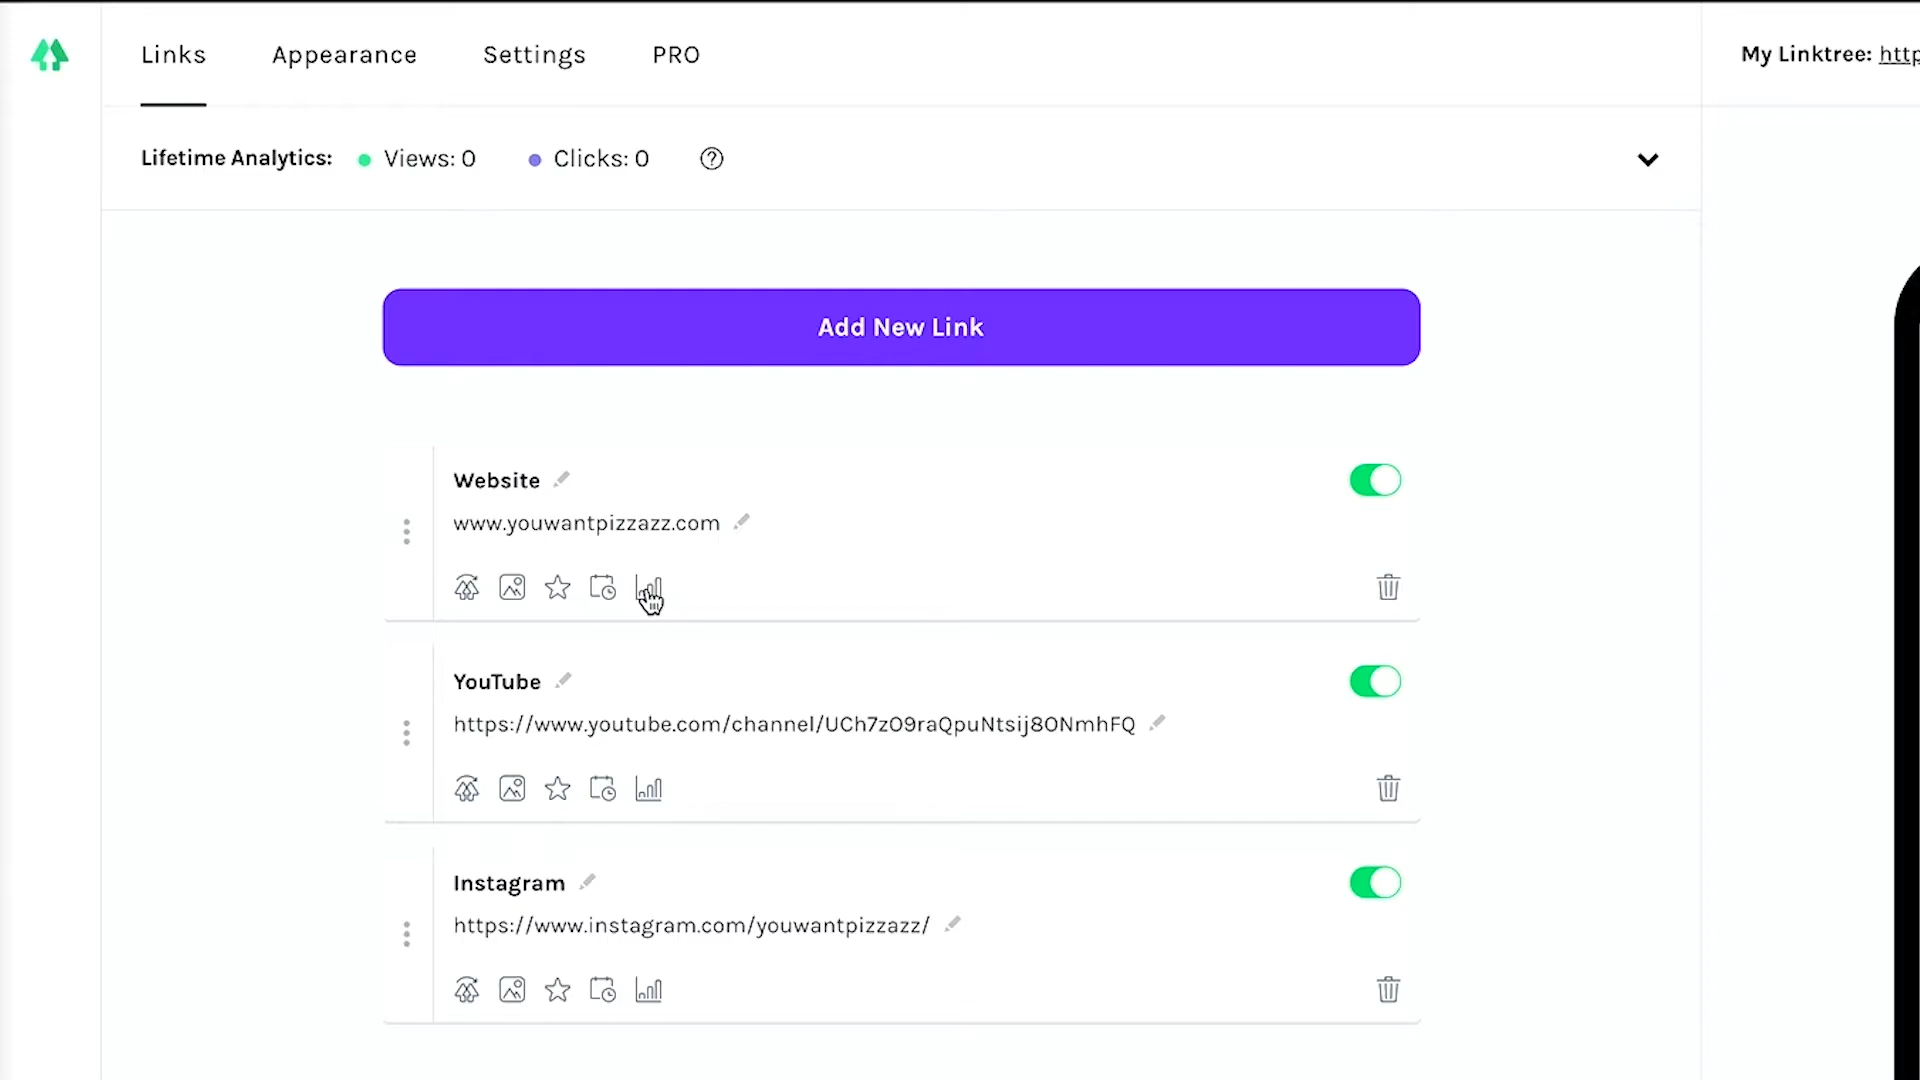 Links Appearance Settings PRO My Linktree: http
Lifetime Analytics: Views: 0 Clicks: 0
Add New Link
Website
www.youwantpizzazz.com
YouTube
https://www.youtube.com/channel/UCh7zO9raQpuNtsij8ONmhFQ
Instagram
https://www.instagram.com/youwantpizzazz/